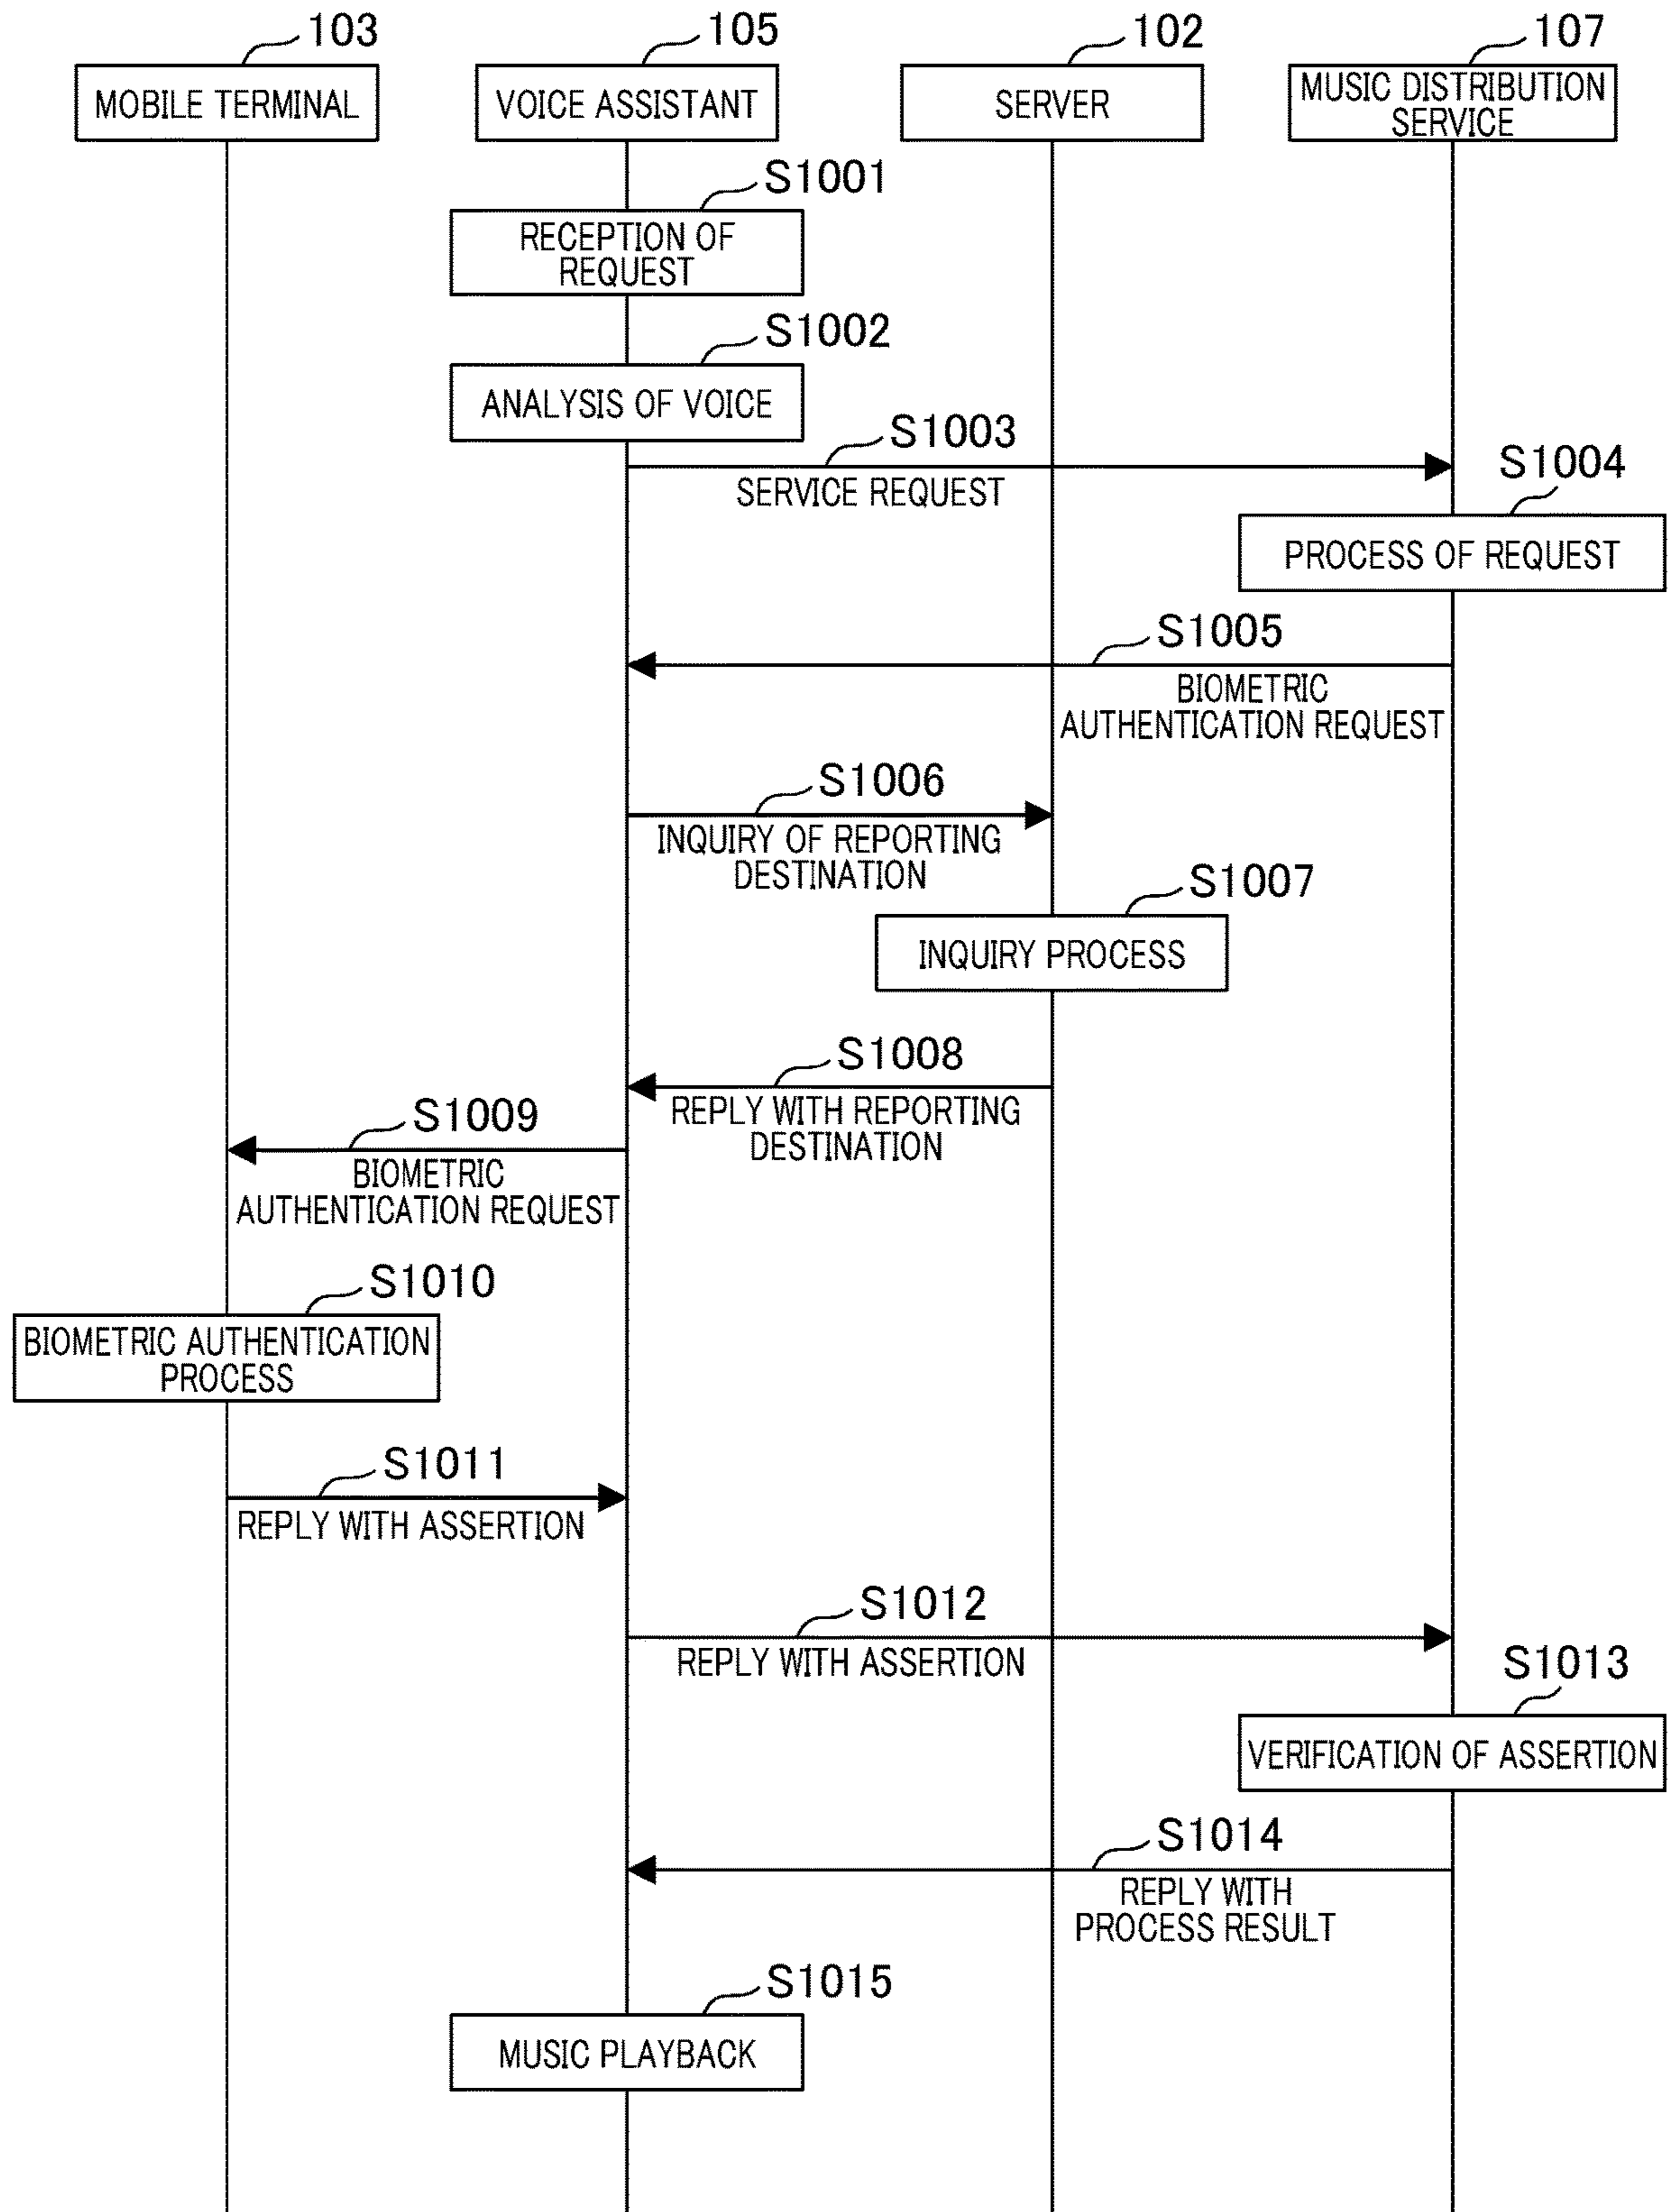 103
105
102
107
MOBILE TERMINAL
VOICE ASSISTANT
SERVER
MUSIC DISTRIBUTION
SERVICE
S1001
RECEPTION OF
REQUEST
S1002
ANALYSIS OF VOICE
S1003
SERVICE REQUEST
S1004
PROCESS OF REQUEST
S1005
BIOMETRIC
AUTHENTICATION REQUEST
S1006
INQUIRY OF REPORTING
DESTINATION
S1007
INQUIRY PROCESS
S1008
REPLY WITH REPORTING
DESTINATION
S1009
BIOMETRIC
AUTHENTICATION REQUEST
S1010
BIOMETRIC AUTHENTICATION
PROCESS
S1011
REPLY WITH ASSERTION
S1012
REPLY WITH ASSERTION
S1013
VERIFICATION OF ASSERTION
S1014
REPLY WITH
PROCESS RESULT
S1015
MUSIC PLAYBACK